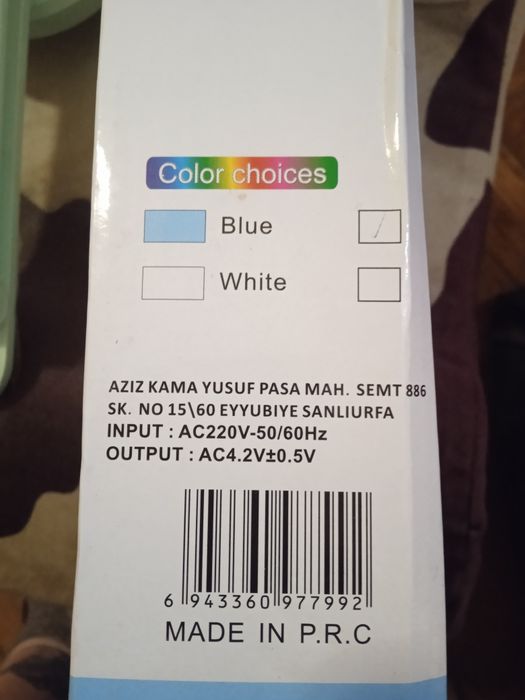 Color choices
Blue
White
AZIZ KAMA YUSUF PASA MAH. SEMT 886
SK. NO 15\60 EYYUBIYE SANLIURFA
INPUT : AC220V-50/60Hz
OUTPUT : AC4.2V±0.5V
6 943360 977992
MADE IN P.R.C